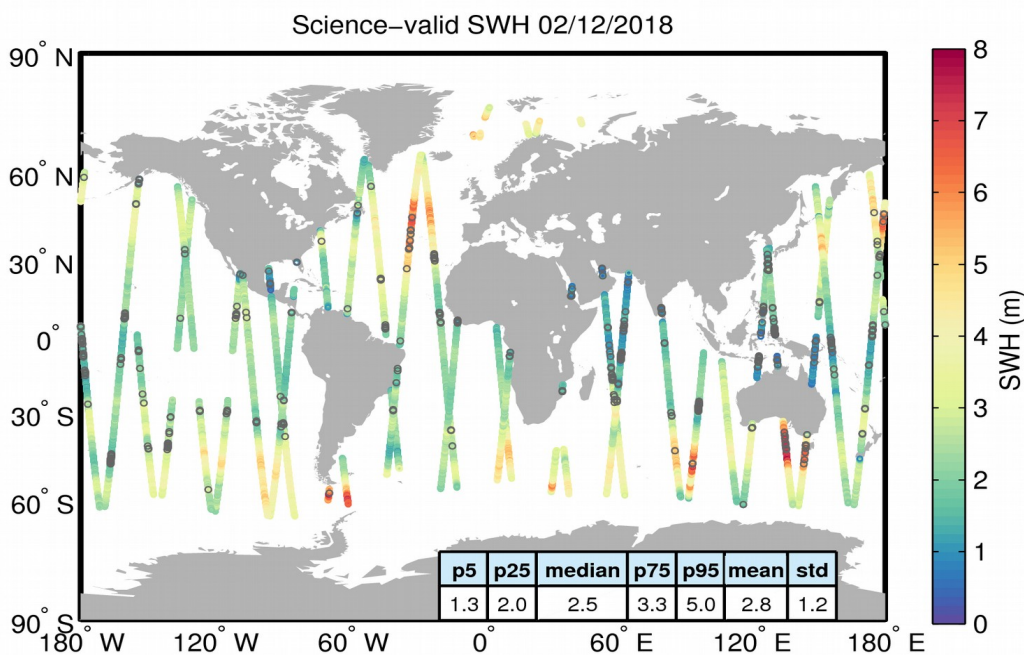 Science−valid SWH 02/12/2018
90° N
60° N
30° N
0°
30° S
60° S
90° S
180° W
120° W
60° W
0°
60° E
120° E
180° E
p5 p25 median p75 p95 mean std
1.3 2.0 2.5 3.3 5.0 2.8 1.2
8
7
6
5
4
3
2
1
0
SWH (m)